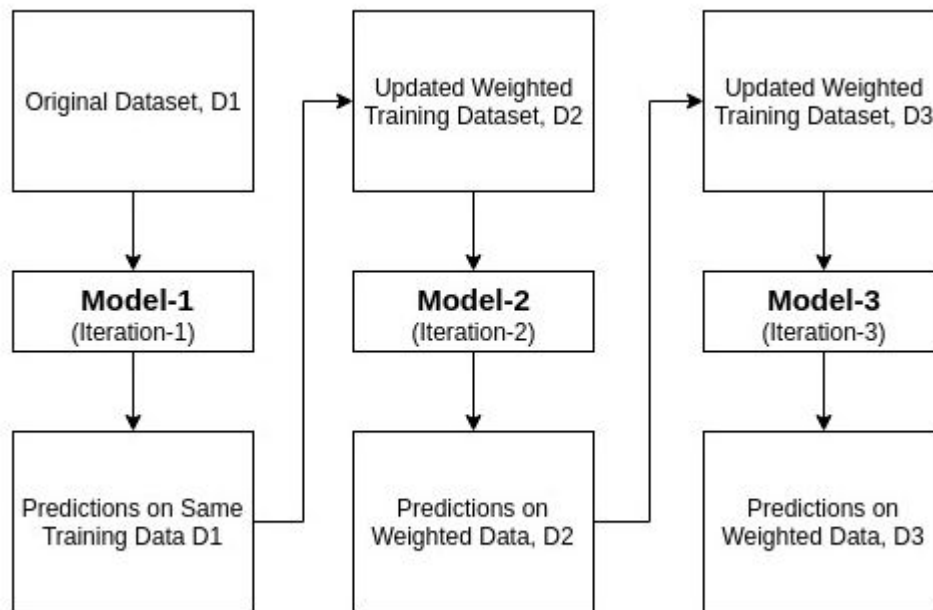 Original Dataset, D1
Model-1
(Iteration-1)
Predictions on Same
Training Data D1
Updated Weighted
Training Dataset, D2
Model-2
(Iteration-2)
Predictions on
Weighted Data, D2
Updated Weighted
Training Dataset, D3
Model-3
(Iteration-3)
Predictions on
Weighted Data, D3